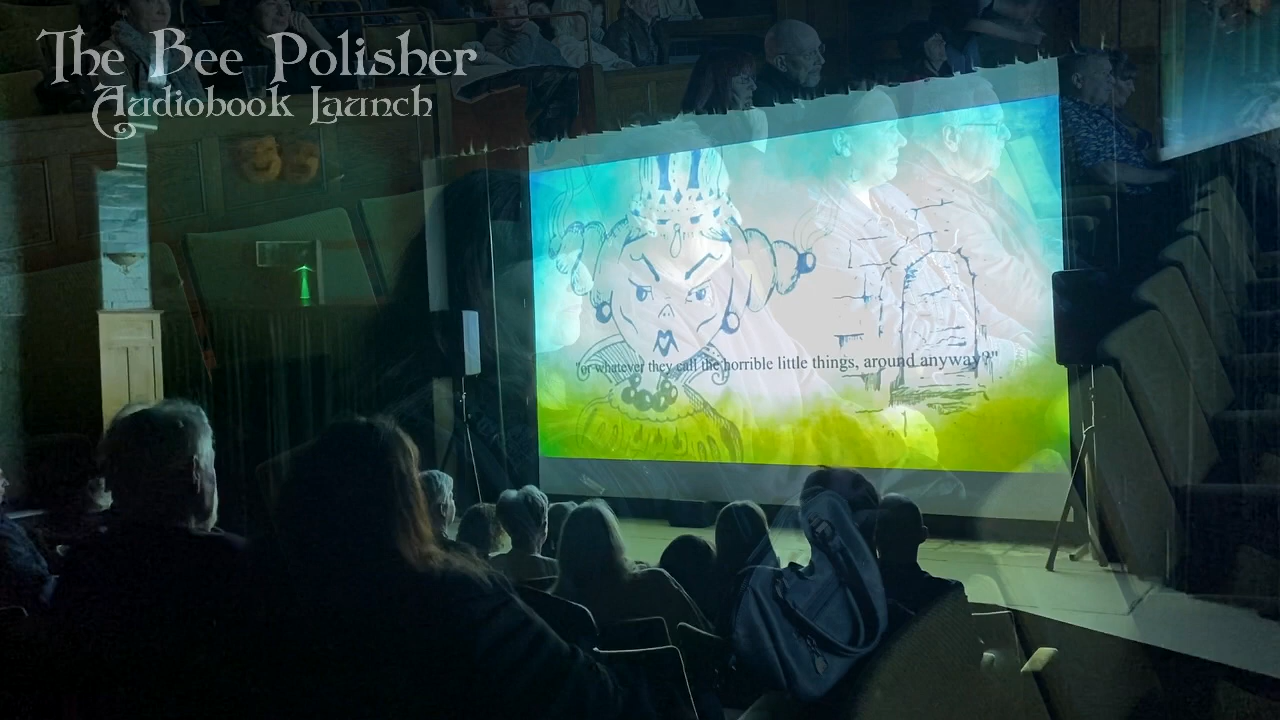 The Bee Polisher
Audiobook Launch
"or whatever they call the horrible little things, around anyway?"